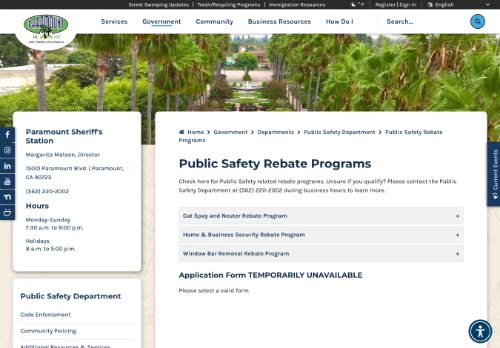 Street Sweeping Updates | Trash/Recycling Programs | Immigration Resources
°F | Register | Sign In | English
PARAMOUNT
Services Government Community Business Resources How Do I Search...
Home > Government > Departments > Public Safety Department > Public Safety Rebate Programs
Paramount Sheriff's
Station
Margarita Matson, Director
15001 Paramount Blvd. | Paramount,
CA 90723
(562) 220-2002
Hours
Monday-Sunday
7:30 a.m. to 9:00 p.m.
Holidays
8 a.m. to 5:00 p.m.
Public Safety Department
Code Enforcement
Community Policing
Additional Resources & Services
Public Safety Rebate Programs
Check here for Public Safety related rebate programs. Unsure if you qualify? Please contact the Public
Safety Department at (562) 220-2002 during business hours to learn more.
Cat Spay and Neuter Rebate Program +
Home & Business Security Rebate Program +
Window Bar Removal Rebate Program +
Application Form TEMPORARILY UNAVAILABLE
Please select a valid form
Current Events